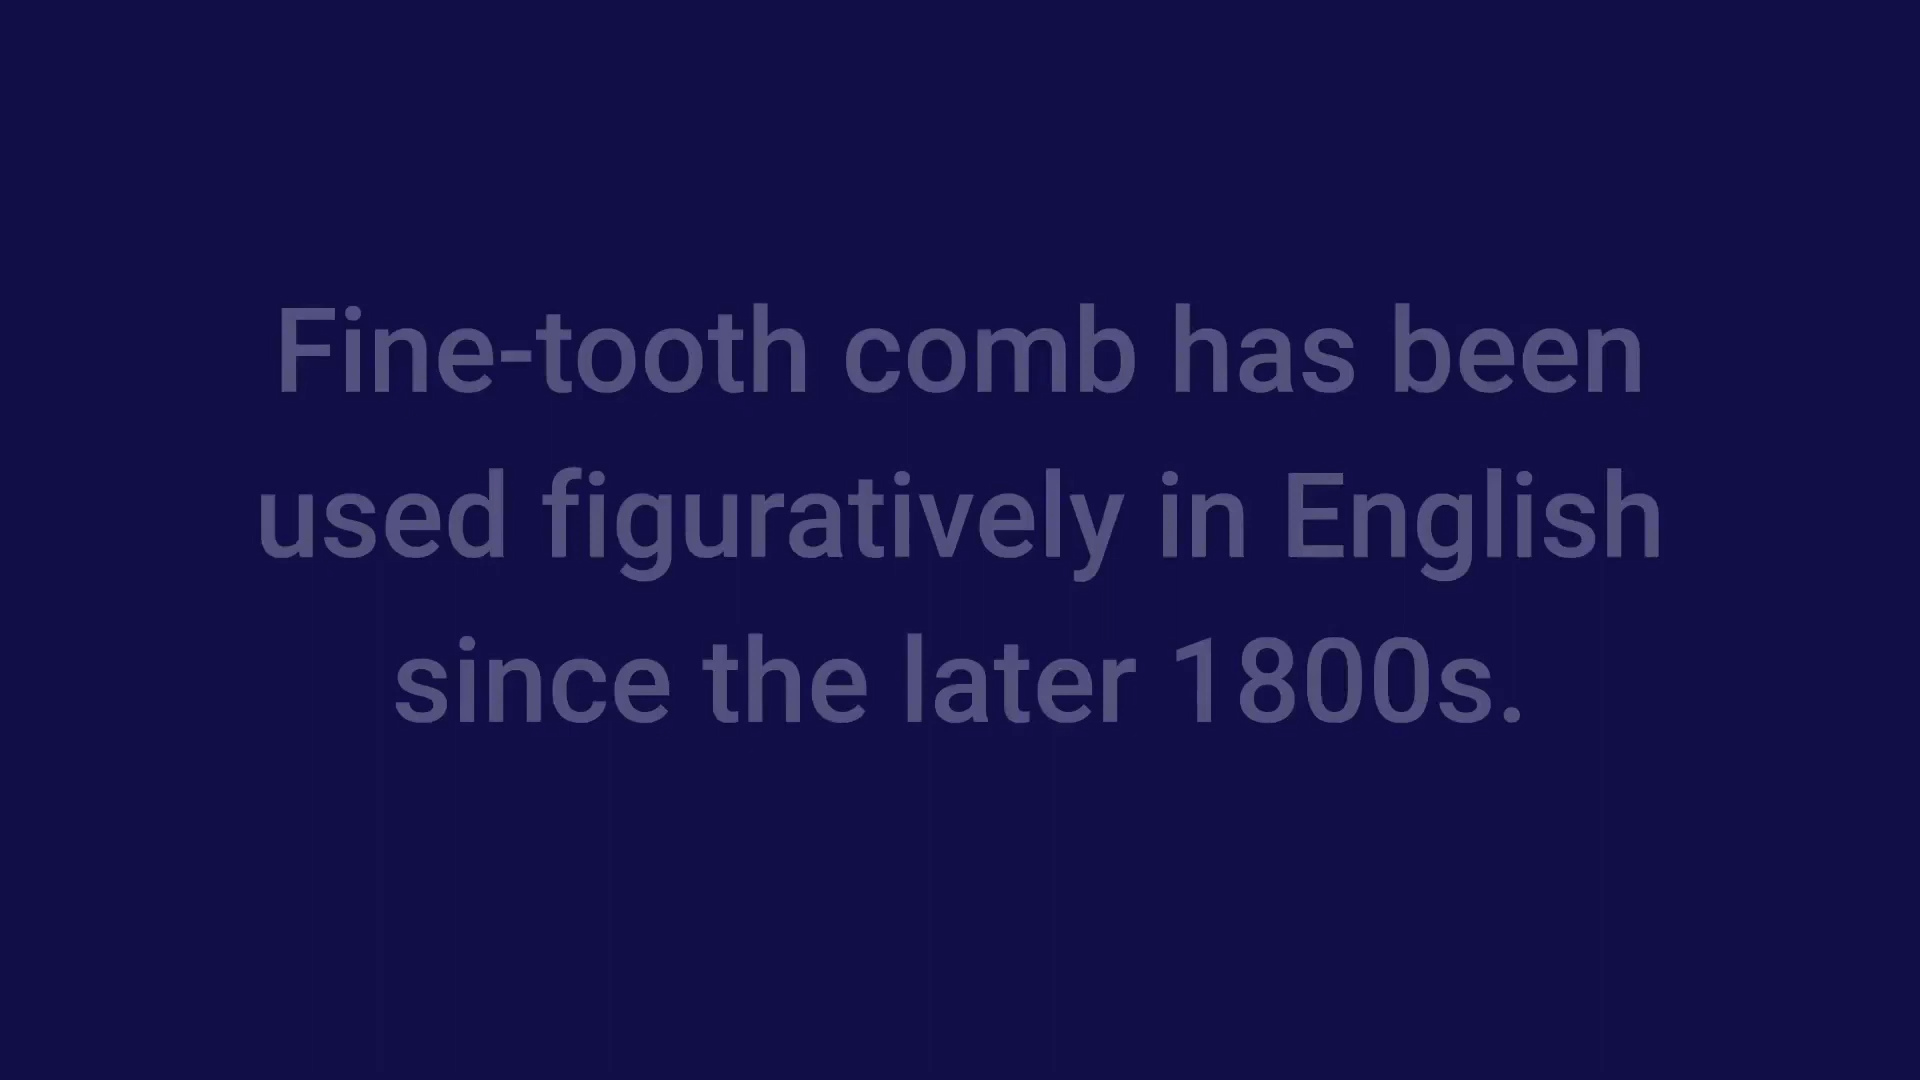 Fine-tooth comb has been
used figuratively in English
since the later 1800s.